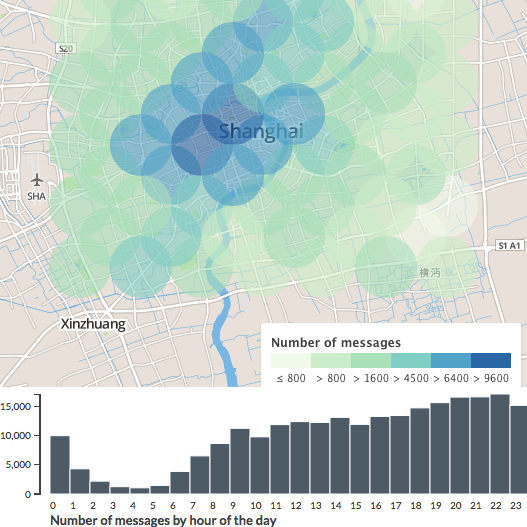 S20
Shanghai
SHA
S1 A1
横沔
Xinzhuang
Number of messages
≤ 800 > 800 > 1600 > 4500 > 6400 > 9600
15,000
10,000
5,000
0
0 1 2 3 4 5 6 7 8 9 10 11 12 13 14 15 16 17 18 19 20 21 22 23
Number of messages by hour of the day